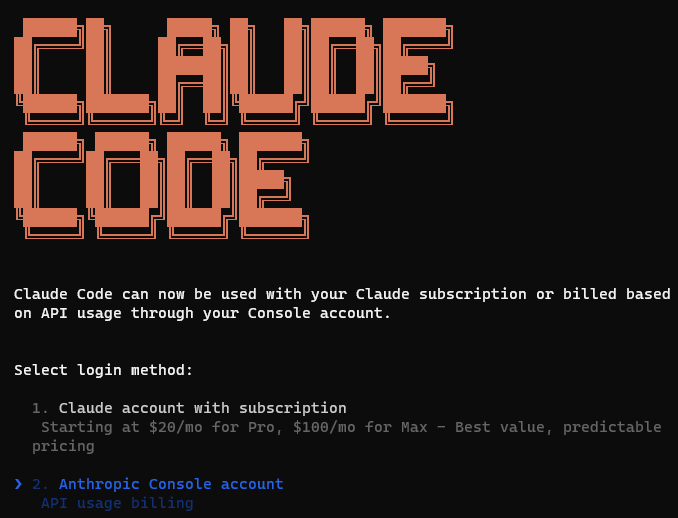 CLAUDE
CODE
Claude Code can now be used with your Claude subscription or billed based
on API usage through your Console account.
Select login method:
1. Claude account with subscription
Starting at $20/mo for Pro, $100/mo for Max - Best value, predictable
pricing
❯ 2. Anthropic Console account
API usage billing